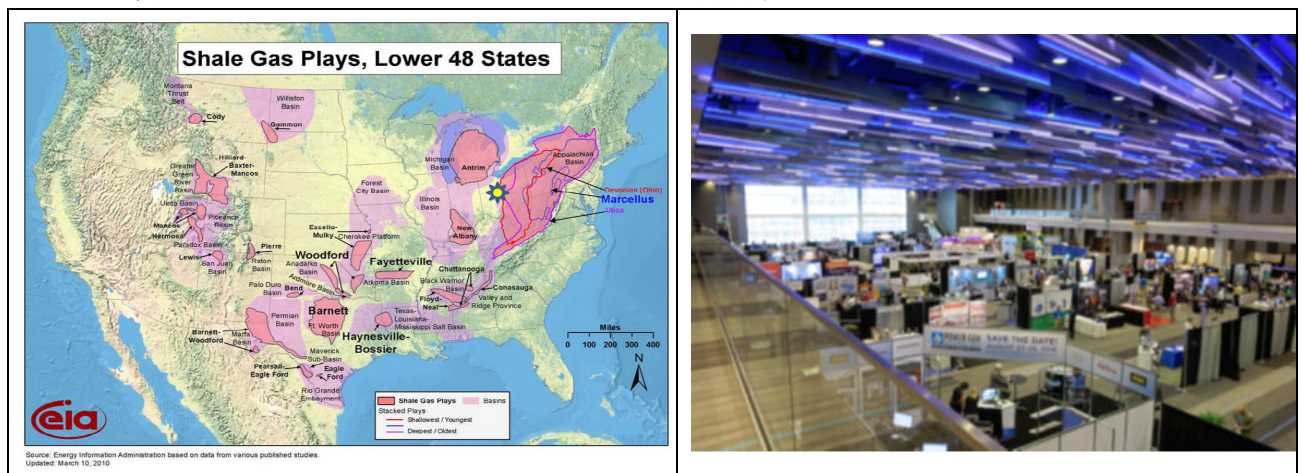 Shale Gas Plays, Lower 48 States
Montana
Thrust
Belt
Cody
Williston
Basin
Gammon
Hilliard-
Baxter-
Mancos
Greater
Green
River
Basin
Uinta Basin
Piceance
Basin
Mancos
Hermosa
Paradox Basin
Lewis
San Juan
Basin
Pierre
Raton
Basin
Forest
City Basin
Excello-
Mulky
Cherokee Platform
Woodford
Anadarko
Basin
Ardmore Basin
Arkoma Basin
Fayetteville
Palo Duro
Basin
Bend
Permian
Basin
Barnett
Ft. Worth
Basin
Barnett-
Woodford
Marfa
Basin
Pearsall-
Eagle Ford
Maverick
Sub-Basin
Eagle
Ford
Rio Grande
Embayment
Haynesville-
Bossier
Texas-
Louisiana-
Mississippi Salt Basin
Michigan
Basin
Antrim
Illinois
Basin
New
Albany
Appalachian
Basin
Devonian (Ohio)
Marcellus
Utica
Chattanooga
Black Warrior
Basin
Conasauga
Floyd-
Neal
Valley and
Ridge Province
Miles
0 100 200 300 400
N
Shale Gas Plays
Basins
Stacked Plays
Shallowest / Youngest
Deepest / Oldest
eia
Source: Energy Information Administration based on data from various published studies.
Updated: March 10, 2010
SAVE THE DATE!